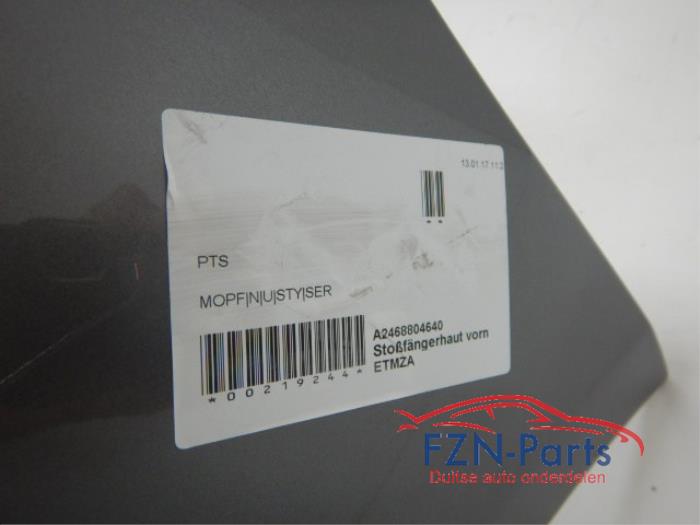 13.01.17 11:2
* *
PTS
MOPF|N|U|STY|SER
*00219244*
A2468804640
Stoßfängerhaut vorn
ETMZA
FZN-Parts
Duitse auto onderdelen